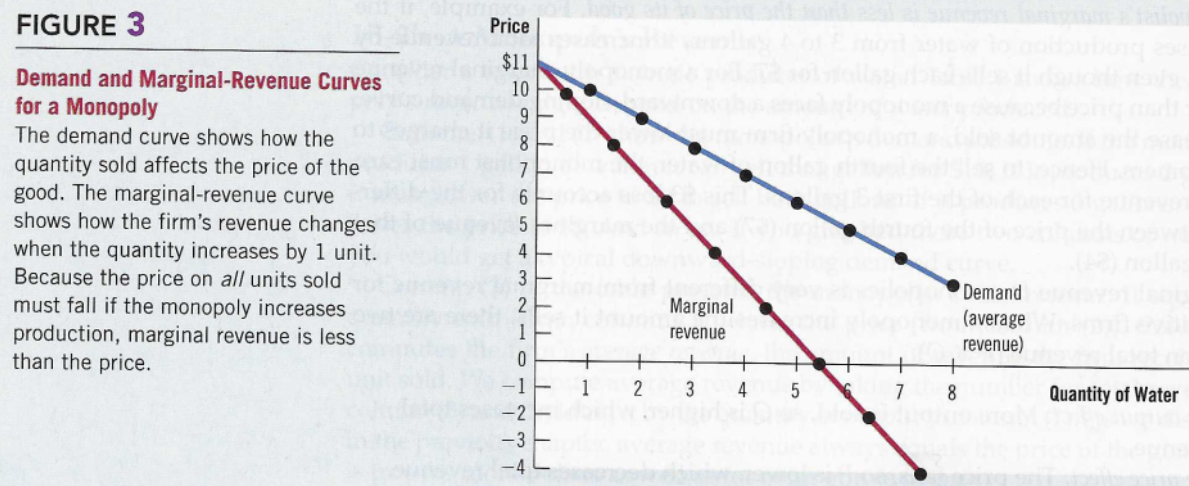 FIGURE 3
Demand and Marginal-Revenue Curves
for a Monopoly
The demand curve shows how the
quantity sold affects the price of the
good. The marginal-revenue curve
shows how the firm's revenue changes
when the quantity increases by 1 unit.
Because the price on all units sold
must fall if the monopoly increases
production, marginal revenue is less
than the price.
Price
$11
10
9
8
7
6
5
4
3
2
1
0
–1
–2
–3
–4
1
2
3
4
5
6
7
8
Quantity of Water
Marginal
revenue
Demand
(average
revenue)